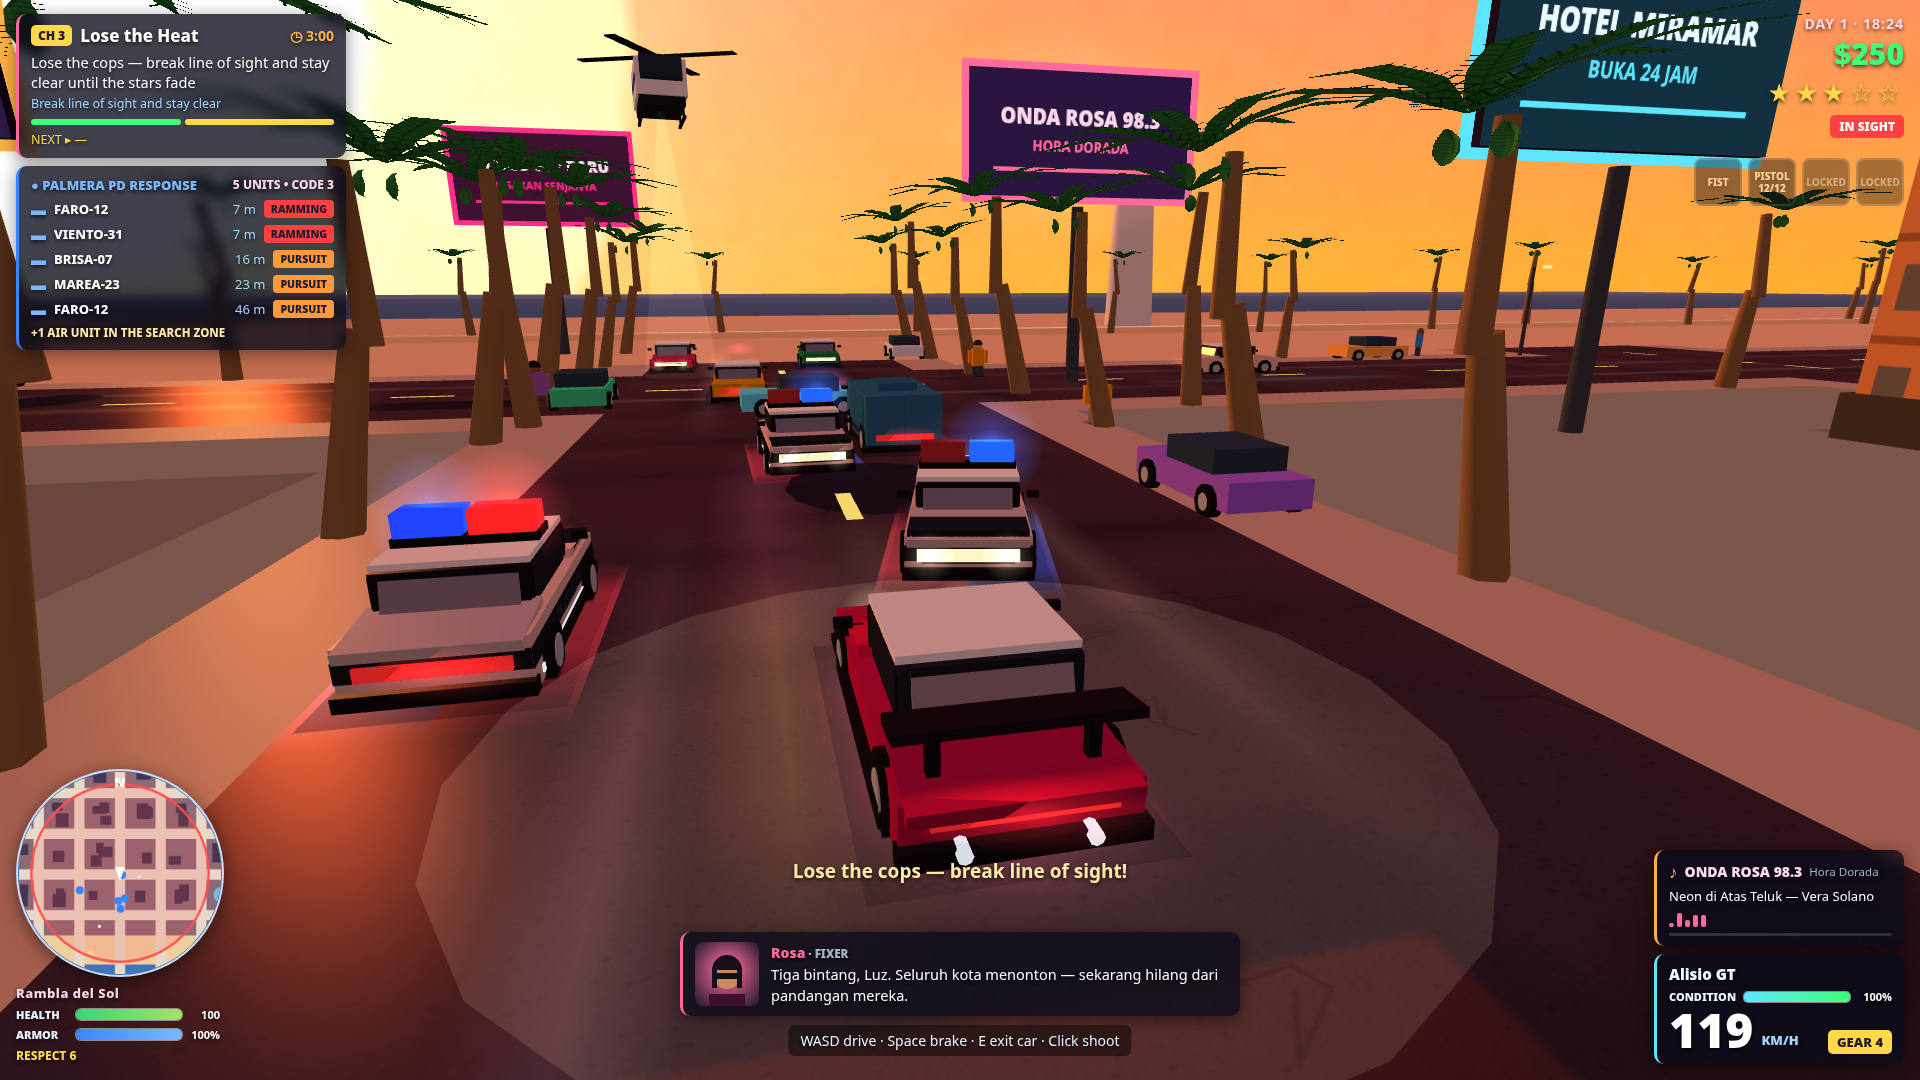 CH 3 Lose the Heat 3:00
Lose the cops — break line of sight and stay
clear until the stars fade
Break line of sight and stay clear
NEXT ▸ —
● PALMERA PD RESPONSE 5 UNITS • CODE 3
FARO-12 7 m RAMMING
VIENTO-31 7 m RAMMING
BRISA-07 16 m PURSUIT
MAREA-23 23 m PURSUIT
FARO-12 46 m PURSUIT
+1 AIR UNIT IN THE SEARCH ZONE
ONDA ROSA 98.3
HORA DORADA
HOTEL MIRAMAR
BUKA 24 JAM
DAY 1 · 18:24
$250
★★★☆☆
IN SIGHT
FIST
PISTOL
12/12
LOCKED
LOCKED
N
Rambla del Sol
HEALTH 100
ARMOR 100%
RESPECT 6
Lose the cops — break line of sight!
Rosa · FIXER
Tiga bintang, Luz. Seluruh kota menonton — sekarang hilang dari
pandangan mereka.
WASD drive · Space brake · E exit car · Click shoot
♪ ONDA ROSA 98.3 Hora Dorada
Neon di Atas Teluk — Vera Solano
Alisio GT
CONDITION 100%
119 KM/H GEAR 4